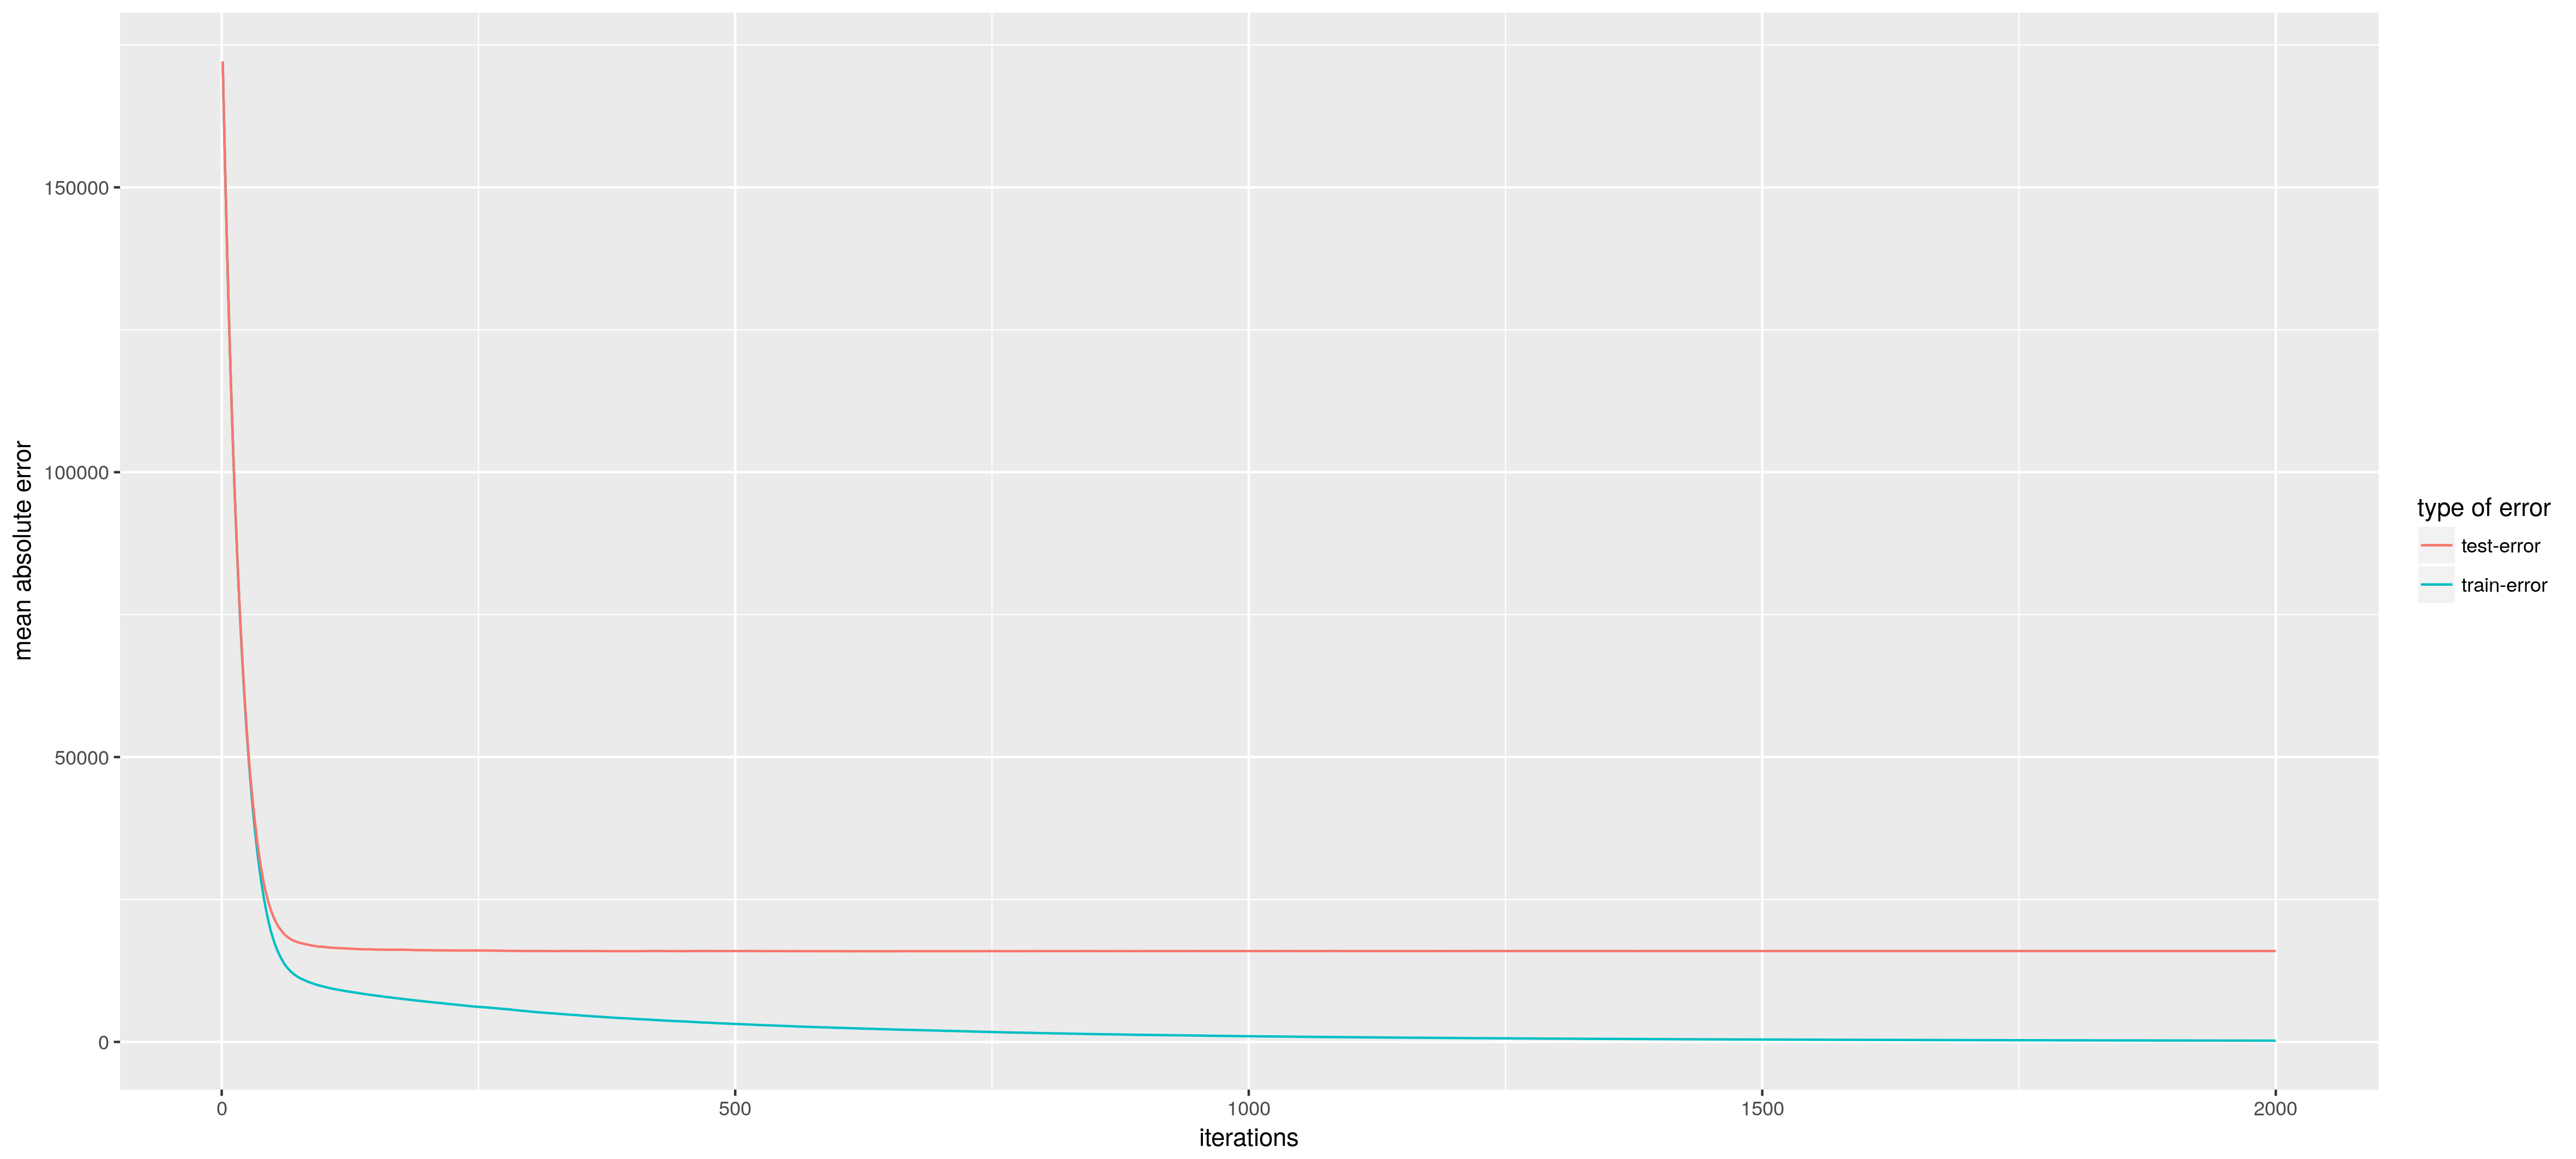 mean absolute error
150000
100000
50000
0
0
500
1000
1500
2000
iterations
type of error
test-error
train-error